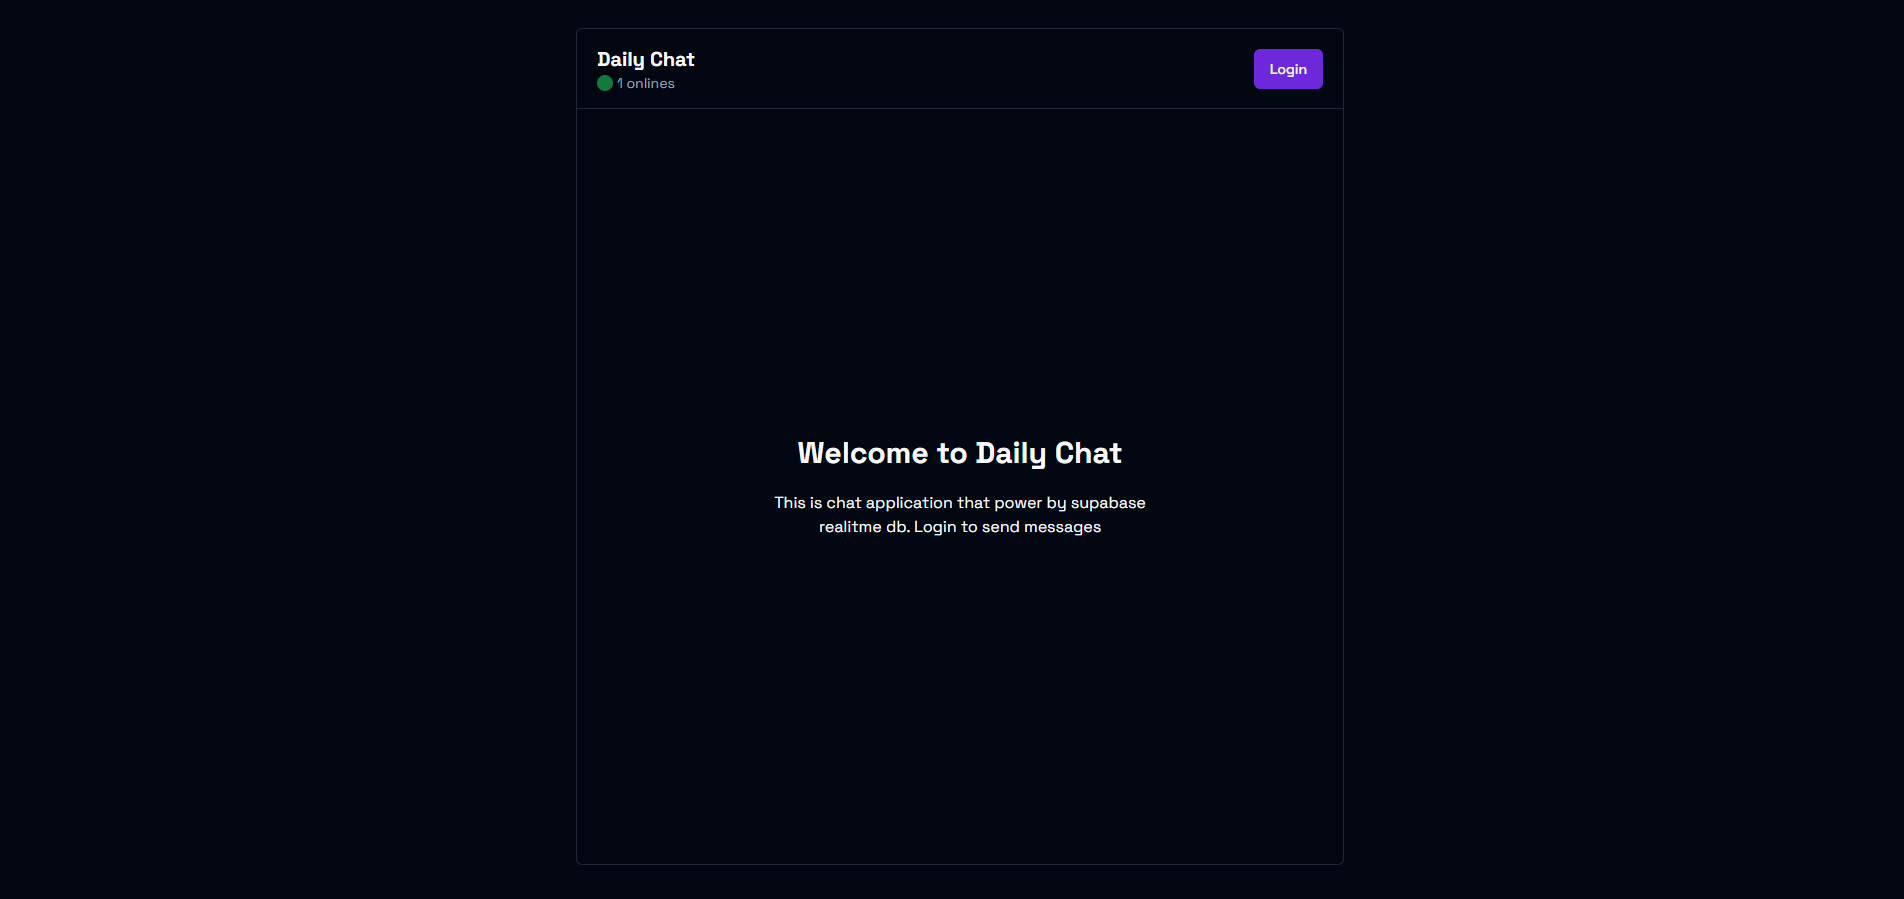 Daily Chat
1 onlines
Login
Welcome to Daily Chat
This is chat application that power by supabase
realitme db. Login to send messages